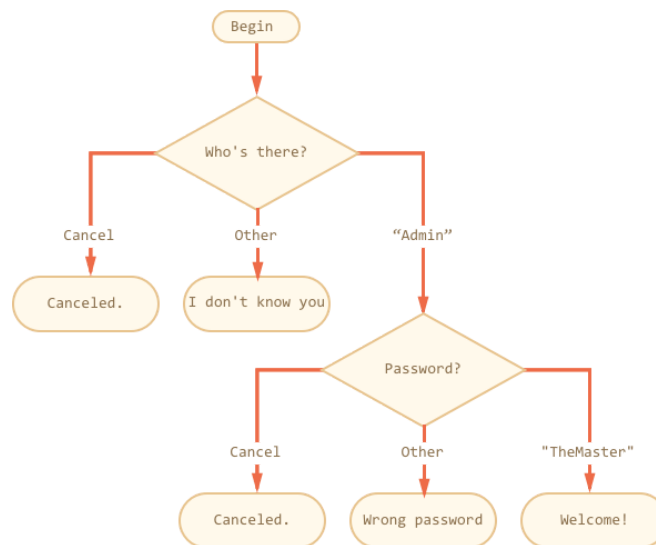 Begin
Who's there?
Cancel
Other
“Admin”
Canceled.
I don't know you
Password?
Cancel
Other
"TheMaster"
Canceled.
Wrong password
Welcome!